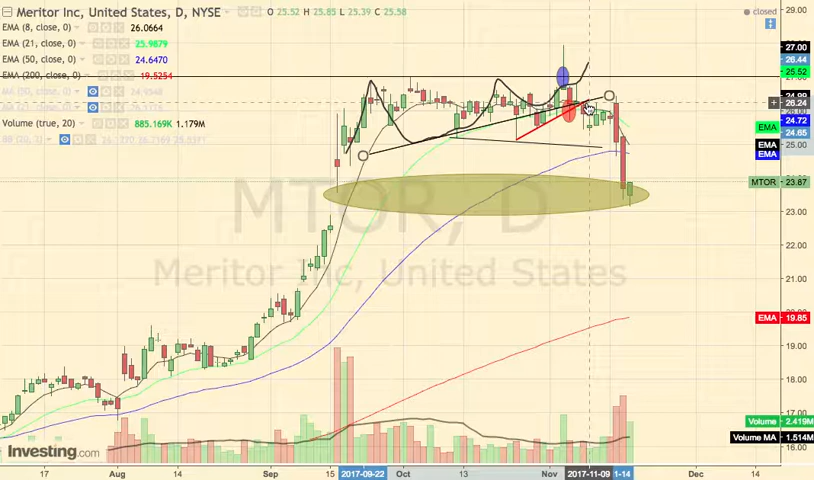 Meritor Inc, United States, D, NYSE O 25.52 H 25.85 L 25.39 C 25.58
closed
EMA (8, close, 0) 26.0664
EMA (21, close, 0) 25.9879
EMA (50, close, 0) 24.6470
EMA (200, close, 0) 19.5254
Volume (true, 20) 885.169K 1.179M
29.00
28.00
27.00
26.44
25.52
26.24
EMA 24.72
24.65
25.00
EMA
EMA
MTOR 23.87
23.00
22.00
21.00
EMA 19.85
19.00
18.00
17.00
16.00
MTOR, D
Meritor Inc, United States
Volume 2.419M
Volume MA 1.514M
Investing.com
17 Aug 14 Sep 15 2017-09-22 Oct 13 Nov 2017-11-09 1-14 Dec 15